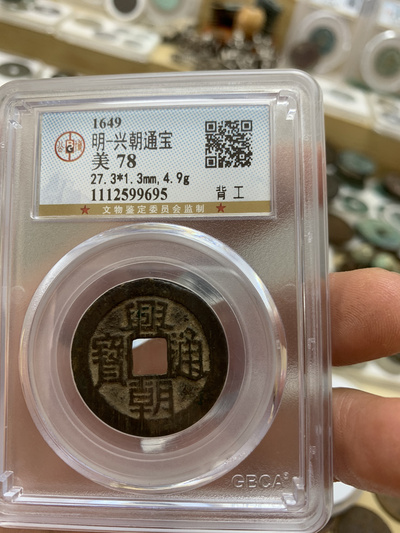 1649
明-兴朝通宝
美 78
27.3*1.3mm,4.9g
1112599695 背 工
★ 文物鉴定委员会监制 ★
興
寶 通
朝
GBCA